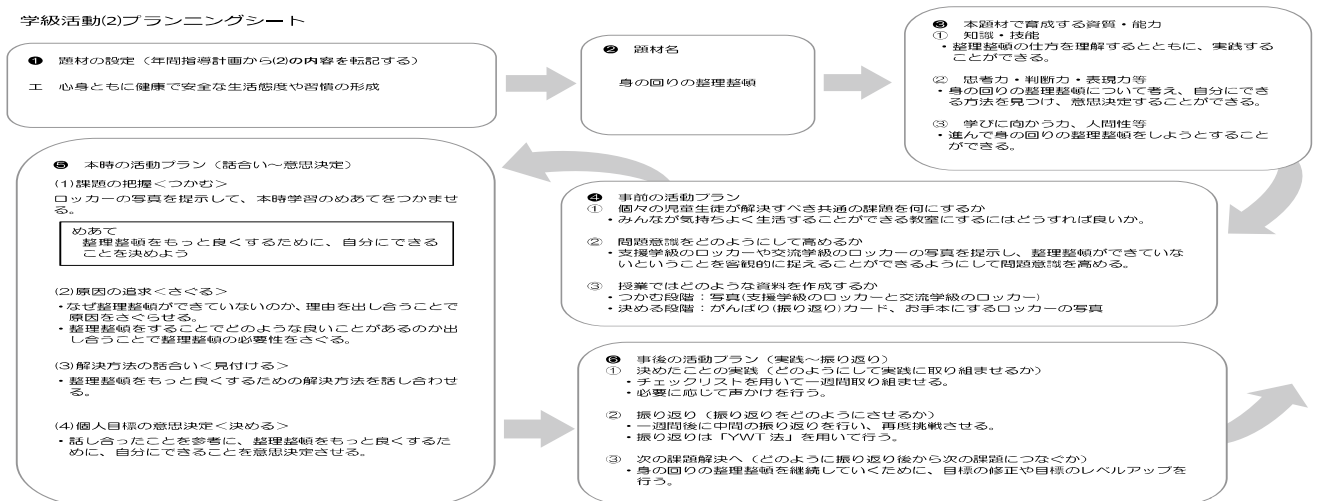 学級活動(2)プランニングシート
❶ 題材の設定（年間指導計画から(2)の内容を転記する）
エ 心身ともに健康で安全な生活態度や習慣の形成
❷ 題材名
身の回りの整理整頓
❸ 本題材で育成する資質・能力
① 知識・技能
・整理整頓の仕方を理解するとともに、実践する
ことができる。
② 思考力・判断力・表現力等
・身の回りの整理整頓について考え、自分にでき
る方法を見つけ、意思決定することができる。
③ 学びに向かう力、人間性等
・進んで身の回りの整理整頓をしようとすること
ができる。
❹ 事前の活動プラン
① 個々の児童生徒が解決すべき共通の課題を何にするか
・みんなが気持ちよく生活することができる教室にするにはどうすれば良いか。
② 問題意識をどのようにして高めるか
・支援学級のロッカーや交流学級のロッカーの写真を提示し、整理整頓ができていな
いということを客観的に捉えることができるようにして問題意識を高める。
③ 授業ではどのような資料を作成するか
・つかむ段階：写真(支援学級のロッカーと交流学級のロッカー)
・決める段階：がんばり(振り返り)カード、お手本にするロッカーの写真
❺ 本時の活動プラン（話合い～意思決定）
(1)課題の把握＜つかむ＞
ロッカーの写真を提示して、本時学習のめあてをつかませ
る。
めあて
整理整頓をもっと良くするために、自分にできる
ことを決めよう
(2)原因の追求＜さぐる＞
・なぜ整理整頓ができていないのか、理由を出し合うことで
原因をさぐらせる。
・整理整頓をすることでどのような良いことがあるのか出
し合うことで整理整頓の必要性をさぐる。
(3)解決方法の話合い＜見付ける＞
・整理整頓をもっと良くするための解決方法を話し合わせ
る。
(4)個人目標の意思決定＜決める＞
・話し合ったことを参考に、整理整頓をもっと良くするた
めに、自分にできることを意思決定させる。
❻ 事後の活動プラン（実践～振り返り）
① 決めたことの実践（どのようにして実践に取り組ませるか）
・チェックリストを用いて一週間取り組ませる。
・必要に応じて声かけを行う。
② 振り返り（振り返りをどのようにさせるか）
・一週間後に中間の振り返りを行い、再度挑戦させる。
・振り返りは「YWT 法」を用いて行う。
③ 次の課題解決へ（どのように振り返り後から次の課題につなぐか）
・身の回りの整理整頓を継続していくために、目標の修正や目標のレベルアップを
行う。